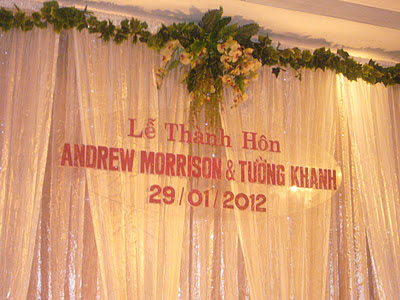 Lễ Thành Hôn
ANDREW MORRISON & TƯỜNG KHANH
29/01/2012